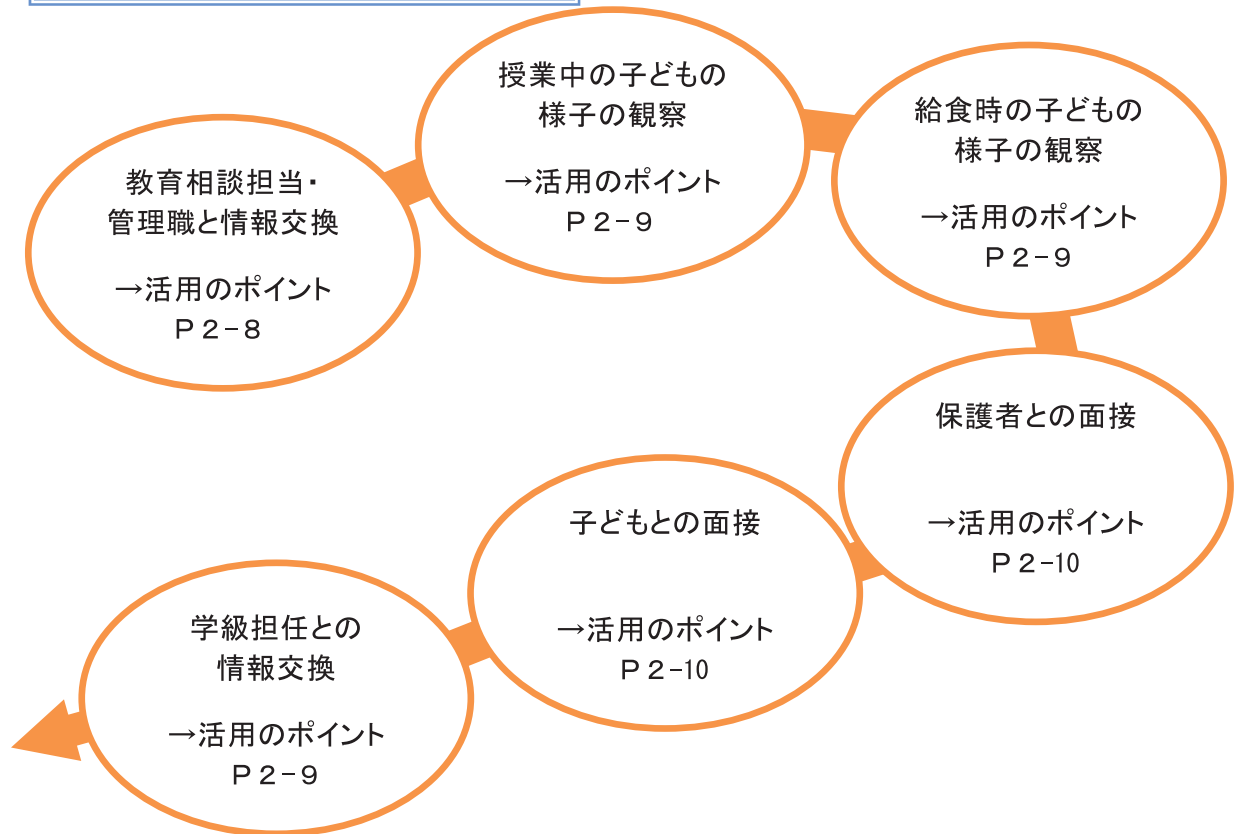 教育相談担当・
管理職と情報交換
→活用のポイント
Ｐ２－８
授業中の子どもの
様子の観察
→活用のポイント
Ｐ２－９
給食時の子どもの
様子の観察
→活用のポイント
Ｐ２－９
保護者との面接
→活用のポイント
Ｐ２－10
子どもとの面接
→活用のポイント
Ｐ２－10
学級担任との
情報交換
→活用のポイント
Ｐ２－９